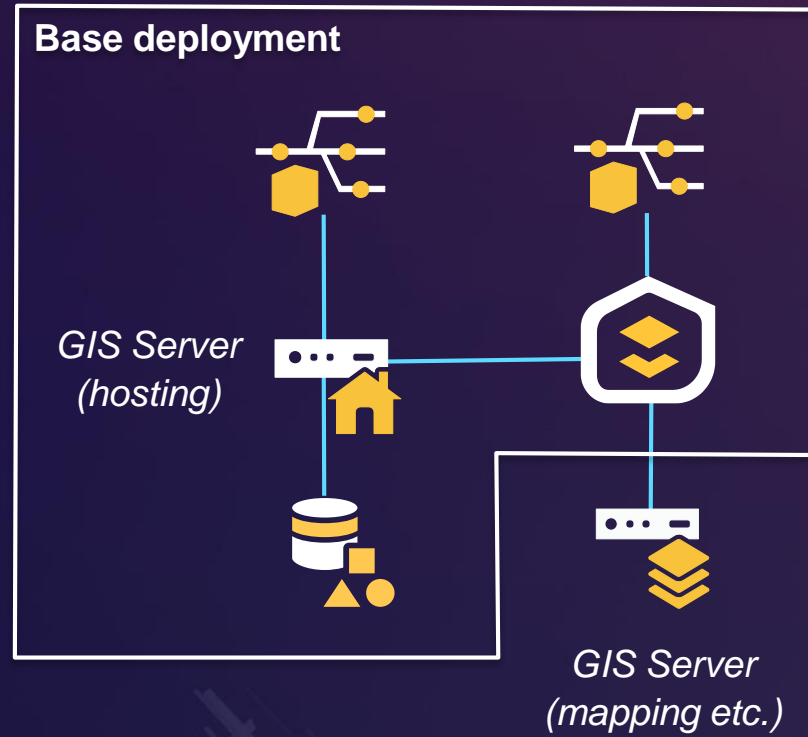 Base deployment
GIS Server
(hosting)
GIS Server
(mapping etc.)